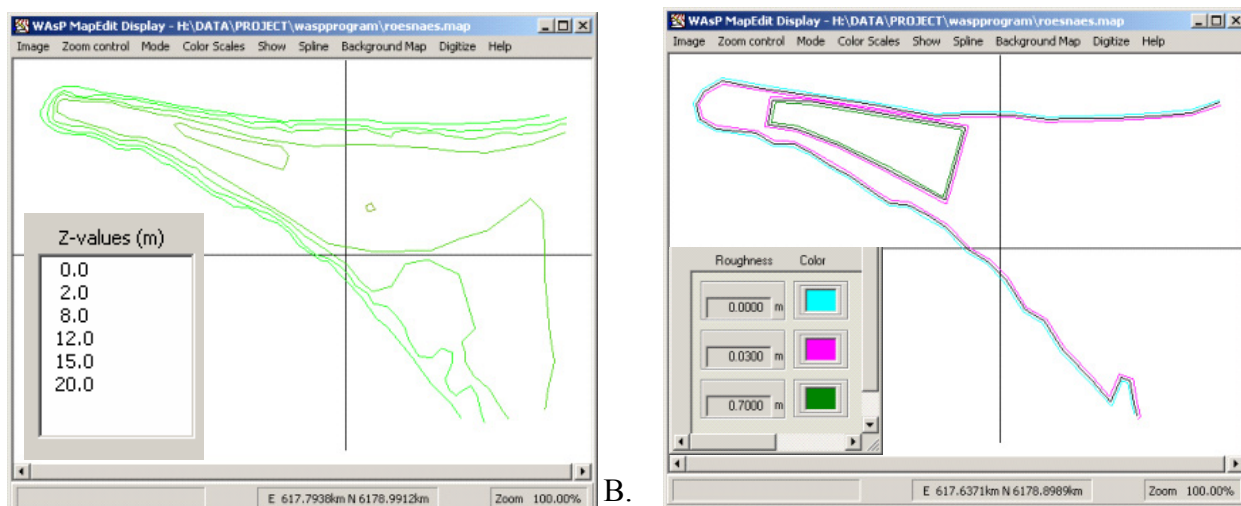 WAsP MapEdit Display - H:\DATA\PROJECT\waspprogram\roesnaes.map
Image Zoom control Mode Color Scales Show Spline Background Map Digitize Help
Z-values (m)
0.0
2.0
8.0
12.0
15.0
20.0
E 617.7938km N 6178.9912km Zoom 100.00%
B.
WAsP MapEdit Display - H:\DATA\PROJECT\waspprogram\roesnaes.map
Image Zoom control Mode Color Scales Show Spline Background Map Digitize Help
Roughness Color
0.0000 m
0.0300 m
0.7000 m
E 617.6371km N 6178.8989km Zoom 100.00%